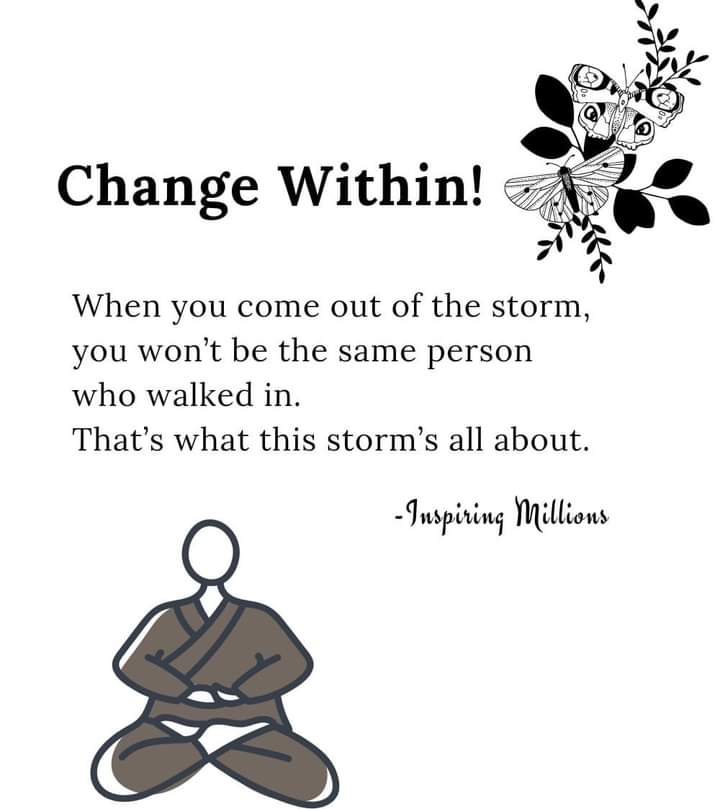 Change Within!
When you come out of the storm,
you won’t be the same person
who walked in.
That’s what this storm’s all about.
-Inspiring Millions